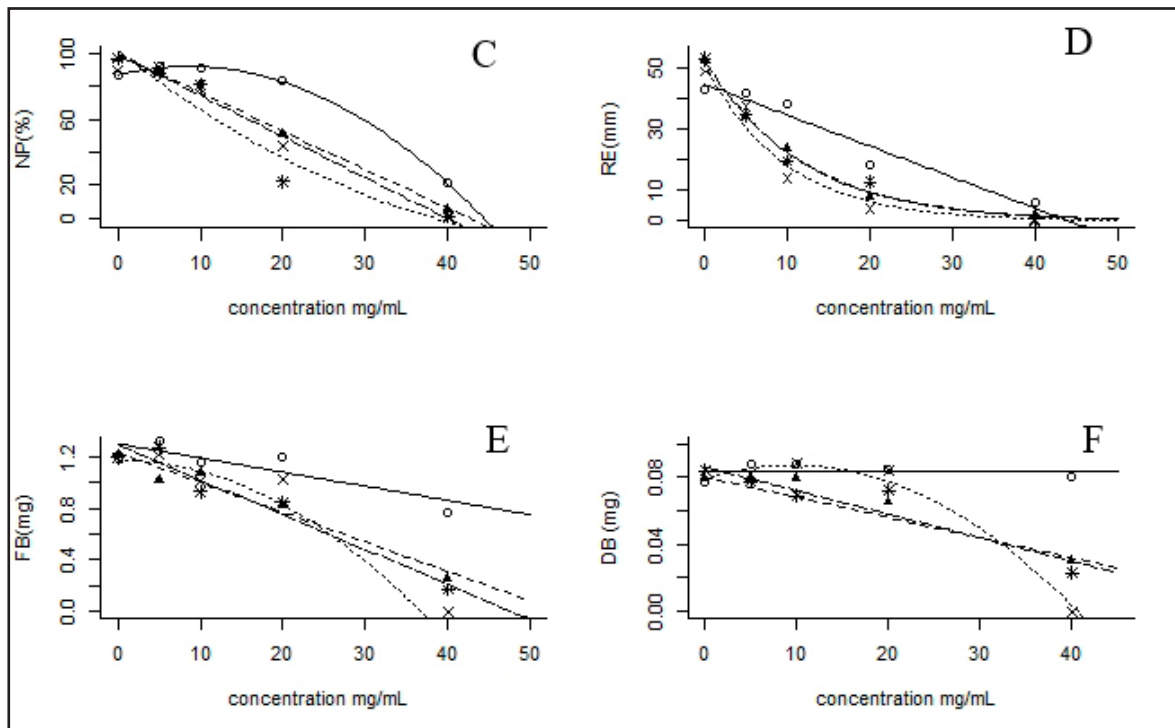 C
NP(%)
100
60
20
0
0 10 20 30 40 50
concentration mg/mL
D
RE(mm)
50
30
10
0
0 10 20 30 40 50
concentration mg/mL
E
FB(mg)
1.2
0.8
0.4
0.0
0 10 20 30 40 50
concentration mg/mL
F
DB (mg)
0.08
0.04
0.00
0 10 20 30 40
concentration mg/mL